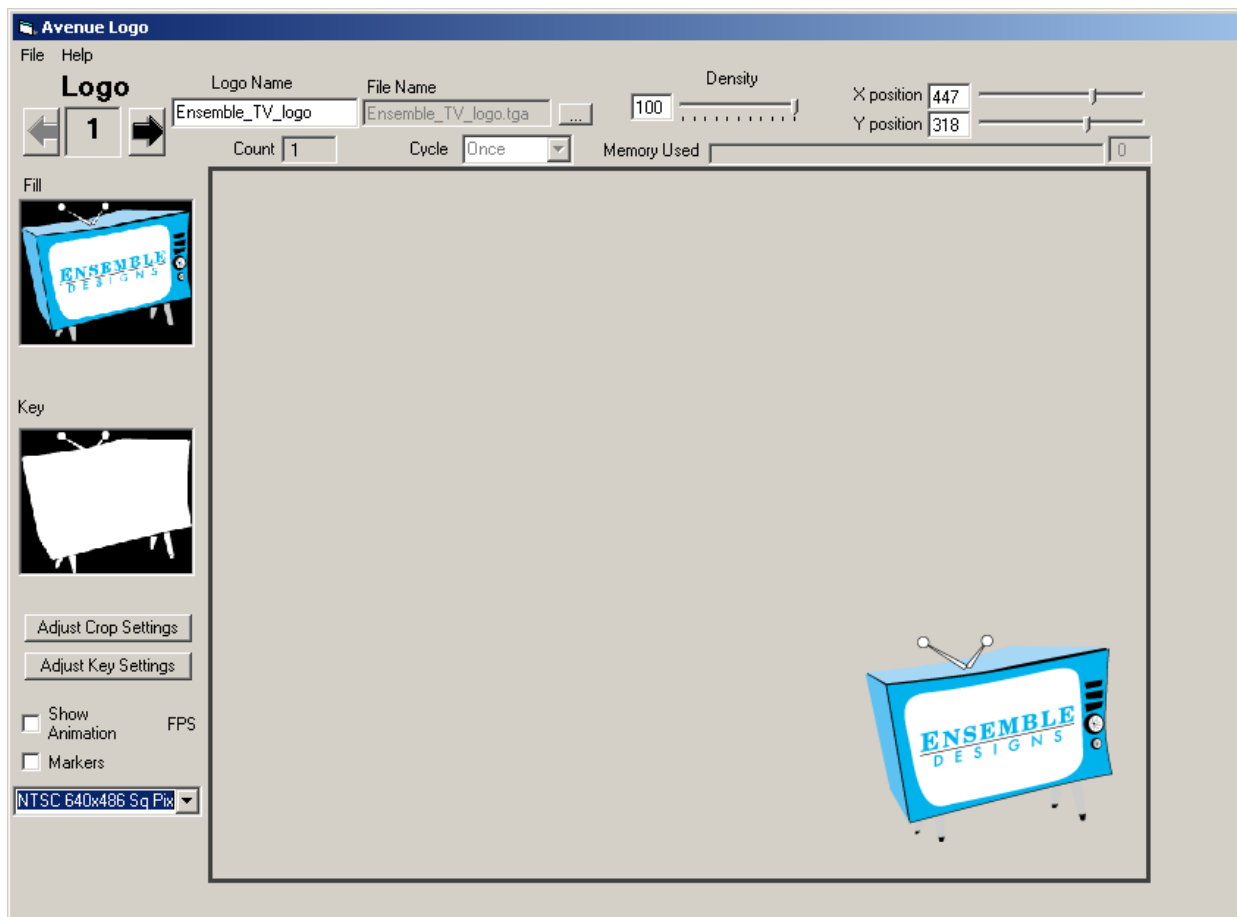 Avenue Logo
File Help
Logo
1
Logo Name
Ensemble_TV_logo
File Name
Ensemble_TV_logo.tga
...
Density
100
X position 447
Y position 318
Count 1
Cycle Once
Memory Used 0
Fill
ENSEMBLE
DESIGNS
Key
Adjust Crop Settings
Adjust Key Settings
Show
Animation
FPS
Markers
NTSC 640x486 Sq Pix
ENSEMBLE
DESIGNS